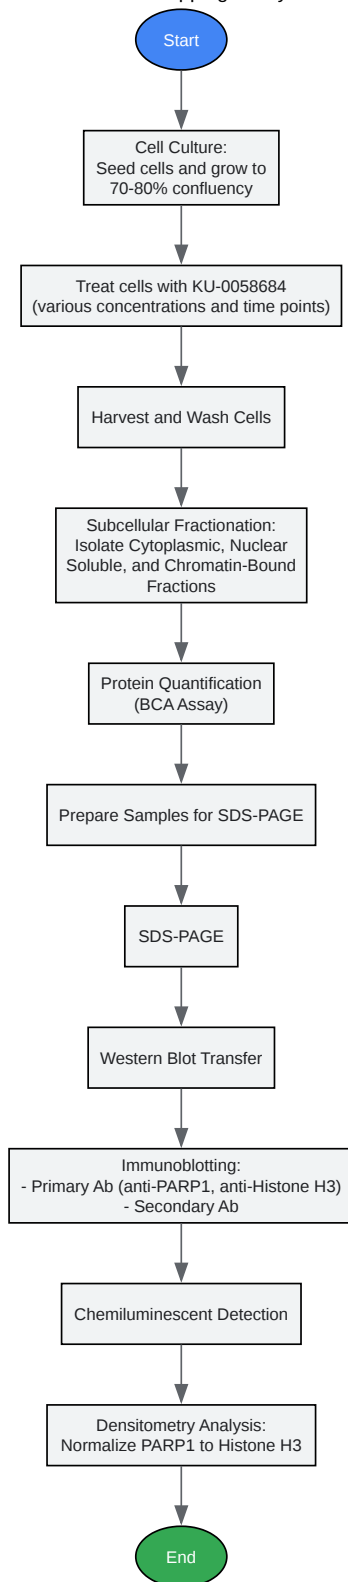 Start
Cell Culture:
Seed cells and grow to
70-80% confluency
Treat cells with KU-0058684
(various concentrations and time points)
Harvest and Wash Cells
Subcellular Fractionation:
Isolate Cytoplasmic, Nuclear
Soluble, and Chromatin-Bound
Fractions
Protein Quantification
(BCA Assay)
Prepare Samples for SDS-PAGE
SDS-PAGE
Western Blot Transfer
Immunoblotting:
- Primary Ab (anti-PARP1, anti-Histone H3)
- Secondary Ab
Chemiluminescent Detection
Densitometry Analysis:
Normalize PARP1 to Histone H3
End